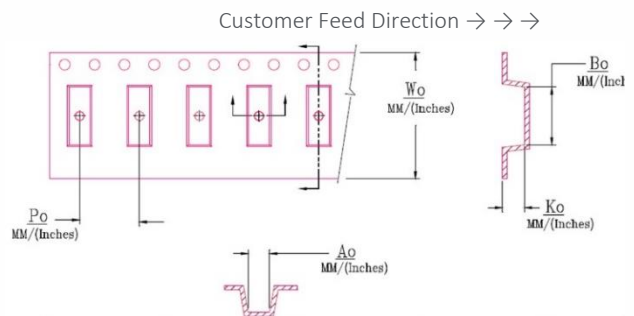 Customer Feed Direction → → →
Wo
MM/(Inches)
Bo
MM/(Incl
Po
MM/(Inches)
Ko
MM/(Inches)
Ao
MM/(Inches)